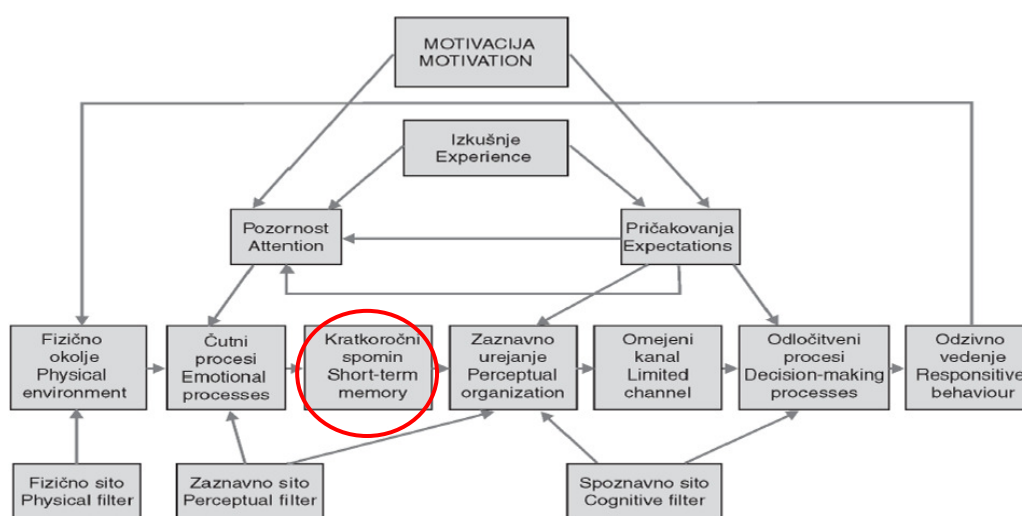 MOTIVACIJA
MOTIVATION
Izkušnje
Experience
Pozornost
Attention
Pričakovanja
Expectations
Fizično
okolje
Physical
environment
Čutni
procesi
Emotional
processes
Kratkoročni
spomin
Short-term
memory
Zaznavno
urejanje
Perceptual
organization
Omejeni
kanal
Limited
channel
Odločitveni
procesi
Decision-making
processes
Odzivno
vedenje
Responsitive
behaviour
Fizično sito
Physical filter
Zaznavno sito
Perceptual filter
Spoznavno sito
Cognitive filter